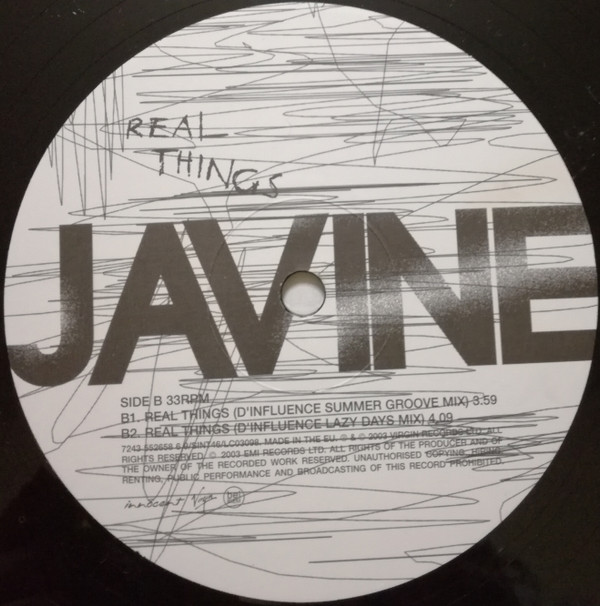 REAL
THINGS
JAVINE
SIDE B 33RPM
B1. REAL THINGS (D'INFLUENCE SUMMER GROOVE MIX) 3.59
B2. REAL THINGS (D'INFLUENCE LAZY DAYS MIX) 4.09
7243 552658 6 6/SINT46/LC03098. MADE IN THE EU. ℗ & © 2003 VIRGIN RECORDS LTD. ALL
RIGHTS RESERVED. © 2003 EMI RECORDS LTD. ALL RIGHTS OF THE PRODUCER AND OF
THE OWNER OF THE RECORDED WORK RESERVED. UNAUTHORISED COPYING, HIRING,
RENTING, PUBLIC PERFORMANCE AND BROADCASTING OF THIS RECORD PROHIBITED.
innocent Virgin